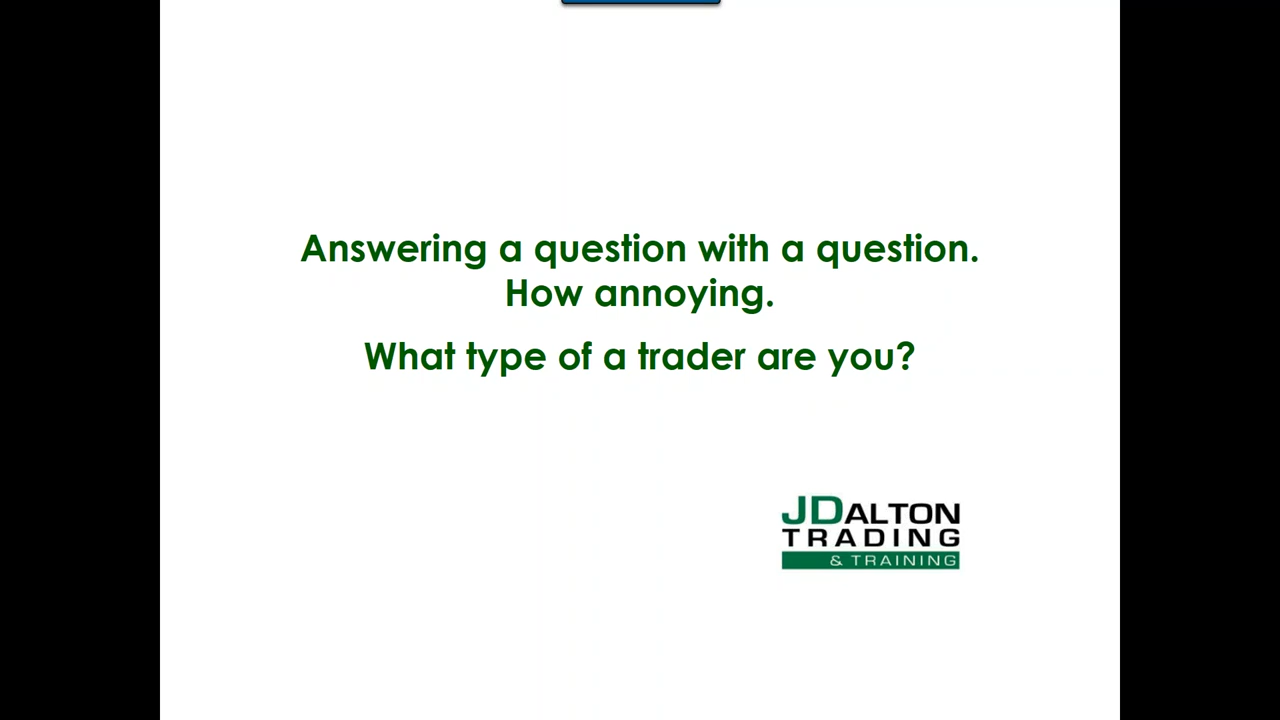 Answering a question with a question.
How annoying.
What type of a trader are you?
JDALTON
TRADING
& TRAINING